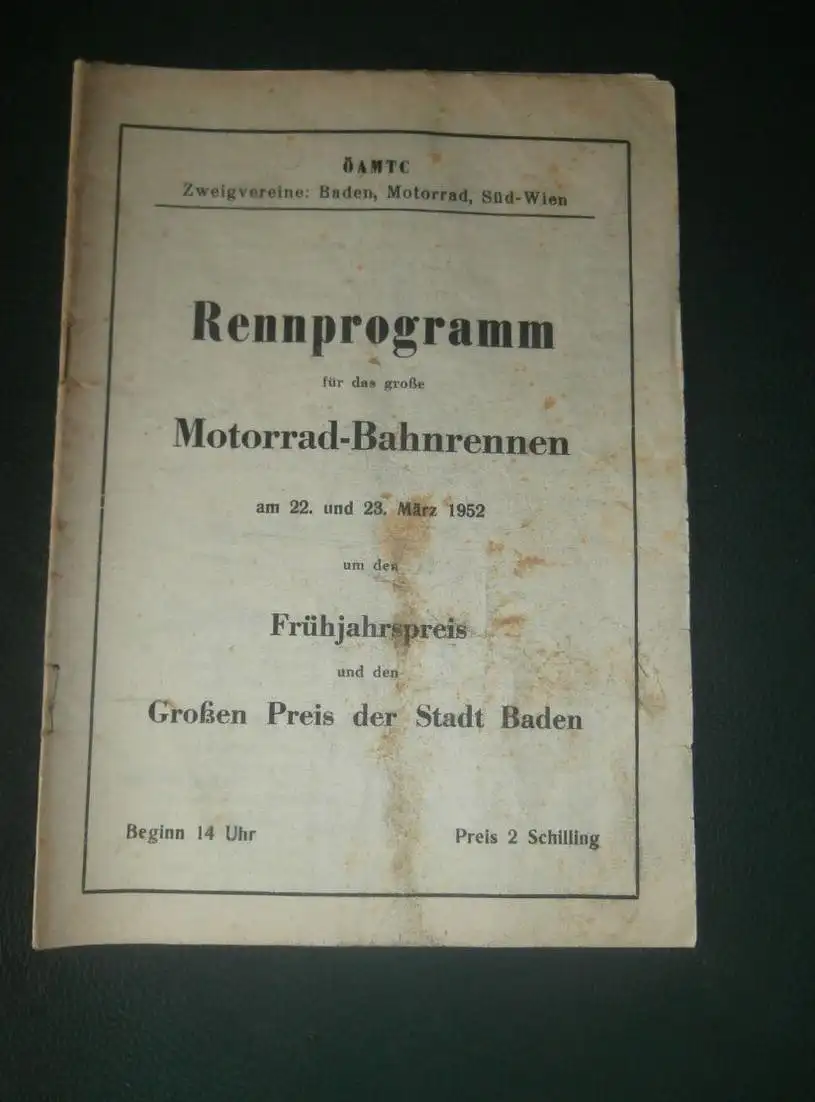 ÖAMTC
Zweigvereine: Baden, Motorrad, Süd-Wien
Rennprogramm
für das große
Motorrad-Bahnrennen
am 22. und 23. März 1952
um den
Frühjahrspreis
und den
Großen Preis der Stadt Baden
Beginn 14 Uhr
Preis 2 Schilling